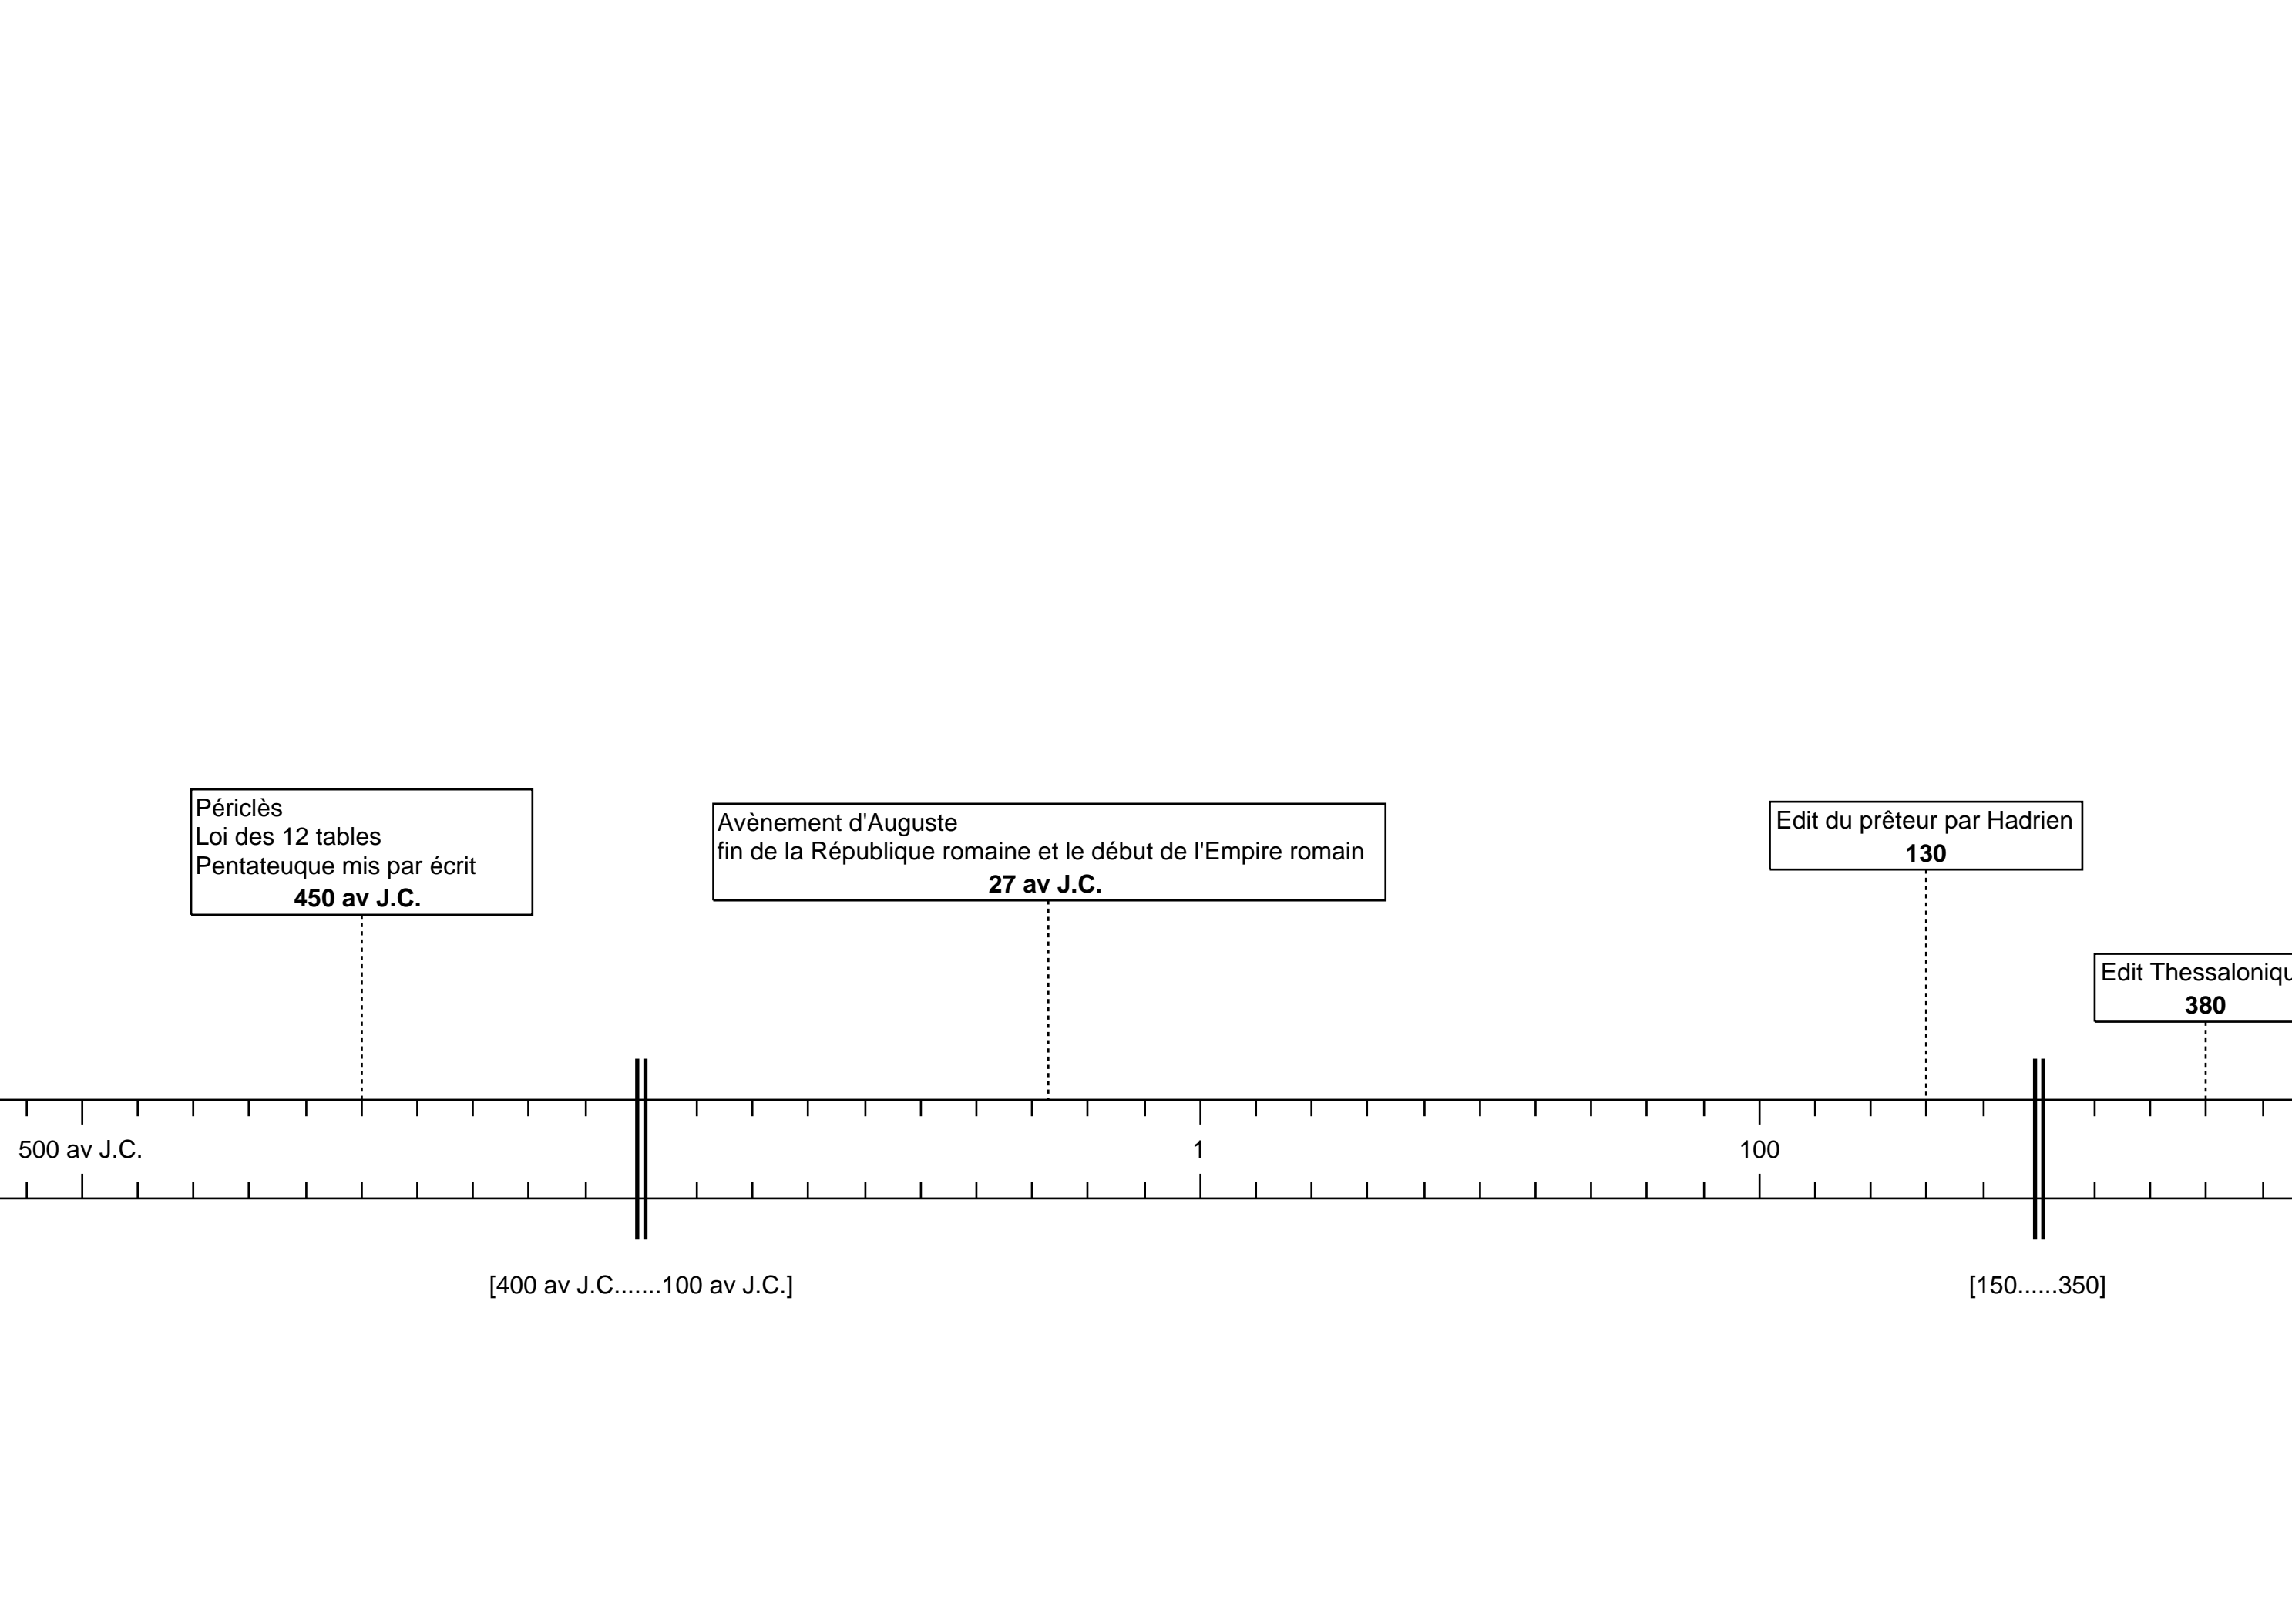 Périclès
Loi des 12 tables
Pentateuque mis par écrit
450 av J.C.
Avènement d'Auguste
fin de la République romaine et le début de l'Empire romain
27 av J.C.
Edit du prêteur par Hadrien
130
Edit Thessaloniqu
380
500 av J.C.
1
100
[400 av J.C.......100 av J.C.]
[150......350]